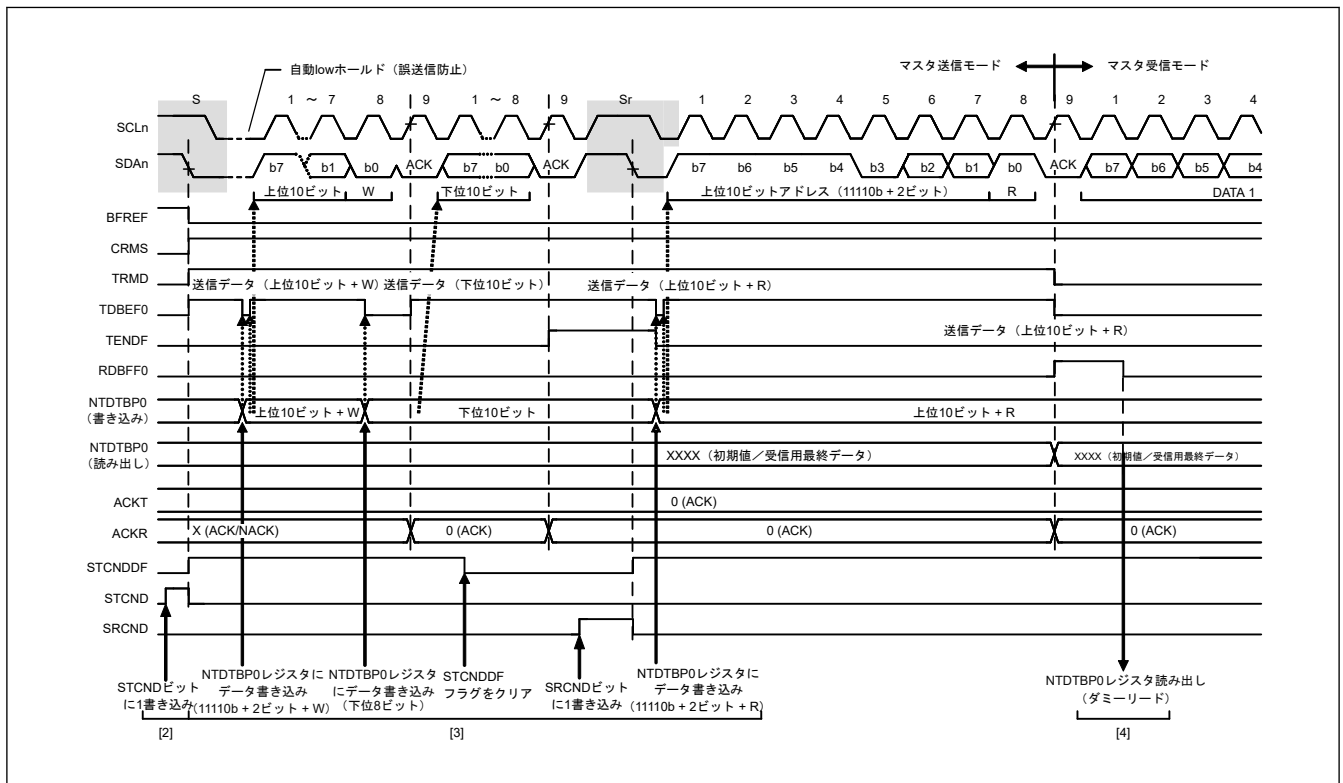 自動lowホールド（誤送信防止）
マスタ送信モード マスタ受信モード
S 1 ～ 7 8 9 1 ～ 8 9 Sr 1 2 3 4 5 6 7 8 9 1 2 3 4
SCLn
SDAn b7 b1 b0 ACK b7 b0 ACK b7 b6 b5 b4 b3 b2 b1 b0 ACK b7 b6 b5 b4
上位10ビット W 下位10ビット 上位10ビットアドレス（11110b + 2ビット） R DATA 1
BFREF
CRMS
TRMD
送信データ（上位10ビット + W） 送信データ（下位10ビット） 送信データ（上位10ビット + R）
TDBEF0
TENDF 送信データ（上位10ビット + R）
RDBFF0
NTDTBP0
（書き込み） 上位10ビット + W 下位10ビット 上位10ビット + R
NTDTBP0
（読み出し） XXXX（初期値／受信用最終データ） XXXX（初期値／受信用最終データ）
ACKT 0 (ACK)
ACKR X (ACK/NACK) 0 (ACK) 0 (ACK) 0 (ACK)
STCNDDF
STCND
SRCND
STCNDビット
に1書き込み
NTDTBP0レジスタに
データ書き込み
（11110b + 2ビット + W）
NTDTBP0レジスタ
にデータ書き込み
（下位8ビット）
STCNDDF
フラグをクリア
SRCNDビット
に1書き込み
NTDTBP0レジスタに
データ書き込み
（11110b + 2ビット + R）
NTDTBP0レジスタ読み出し
（ダミーリード）
[2] [3] [4]